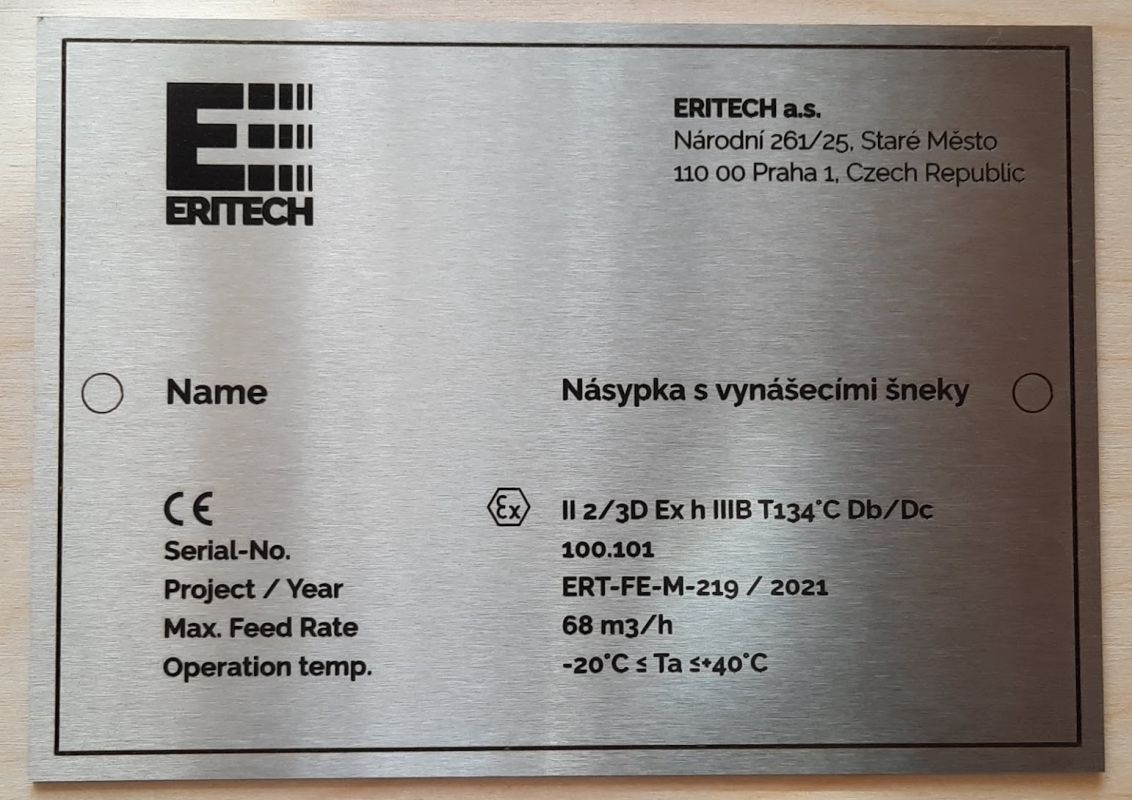 ERITECH
ERITECH a.s.
Národní 261/25, Staré Město
110 00 Praha 1, Czech Republic
Name Násypka s vynášecími šneky
CE Ex II 2/3D Ex h IIIB T134°C Db/Dc
Serial-No. 100.101
Project / Year ERT-FE-M-219 / 2021
Max. Feed Rate 68 m3/h
Operation temp. -20°C ≤ Ta ≤+40°C